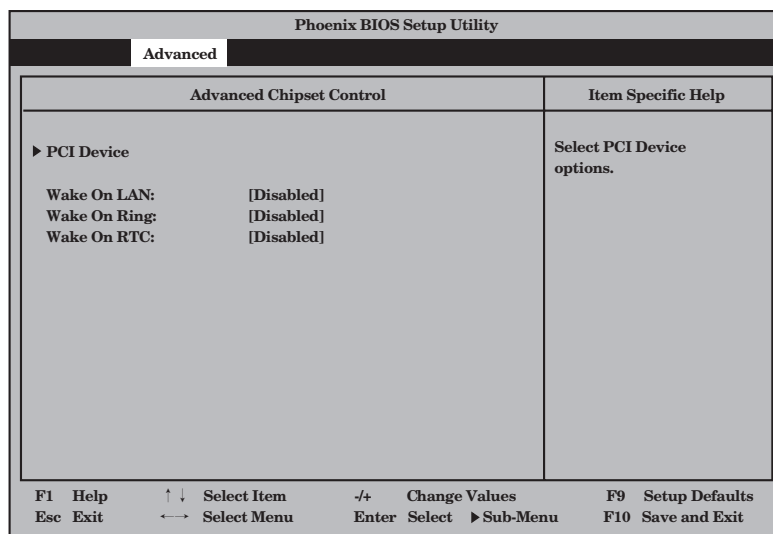 Phoenix BIOS Setup Utility
Advanced
Advanced Chipset Control
Item Specific Help
▶ PCI Device
Wake On LAN: [Disabled]
Wake On Ring: [Disabled]
Wake On RTC: [Disabled]
Select PCI Device
options.
F1 Help ↑↓ Select Item -/+ Change Values F9 Setup Defaults
Esc Exit ←→ Select Menu Enter Select ▶Sub-Menu F10 Save and Exit